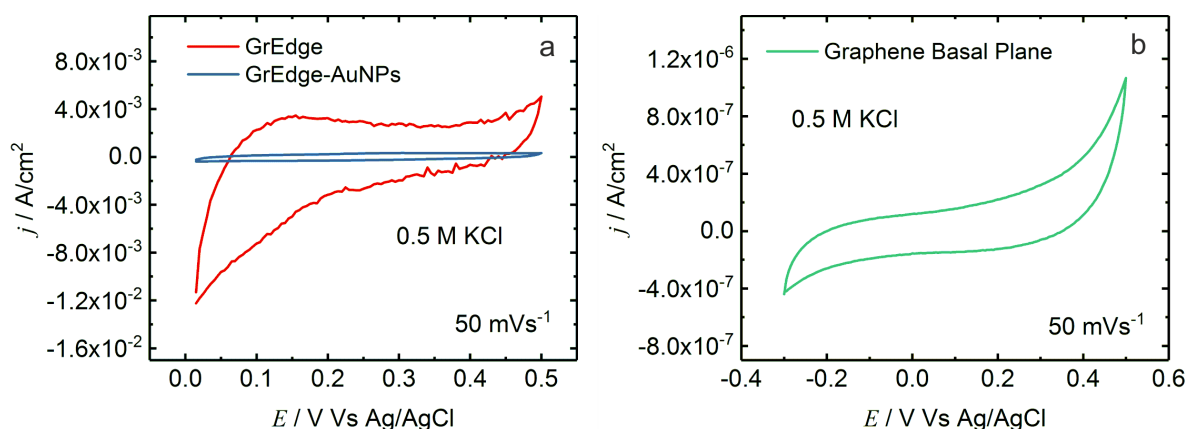 GrEdge
GrEdge-AuNPs
a
8.0x10⁻³
4.0x10⁻³
0.0
-4.0x10⁻³
-8.0x10⁻³
-1.2x10⁻²
-1.6x10⁻²
j / A/cm²
0.5 M KCl
50 mVs⁻¹
0.0 0.1 0.2 0.3 0.4 0.5
E / V Vs Ag/AgCl
Graphene Basal Plane
b
1.2x10⁻⁶
8.0x10⁻⁷
4.0x10⁻⁷
0.0
-4.0x10⁻⁷
-8.0x10⁻⁷
j / A/cm²
0.5 M KCl
50 mVs⁻¹
-0.4 -0.2 0.0 0.2 0.4 0.6
E / V Vs Ag/AgCl